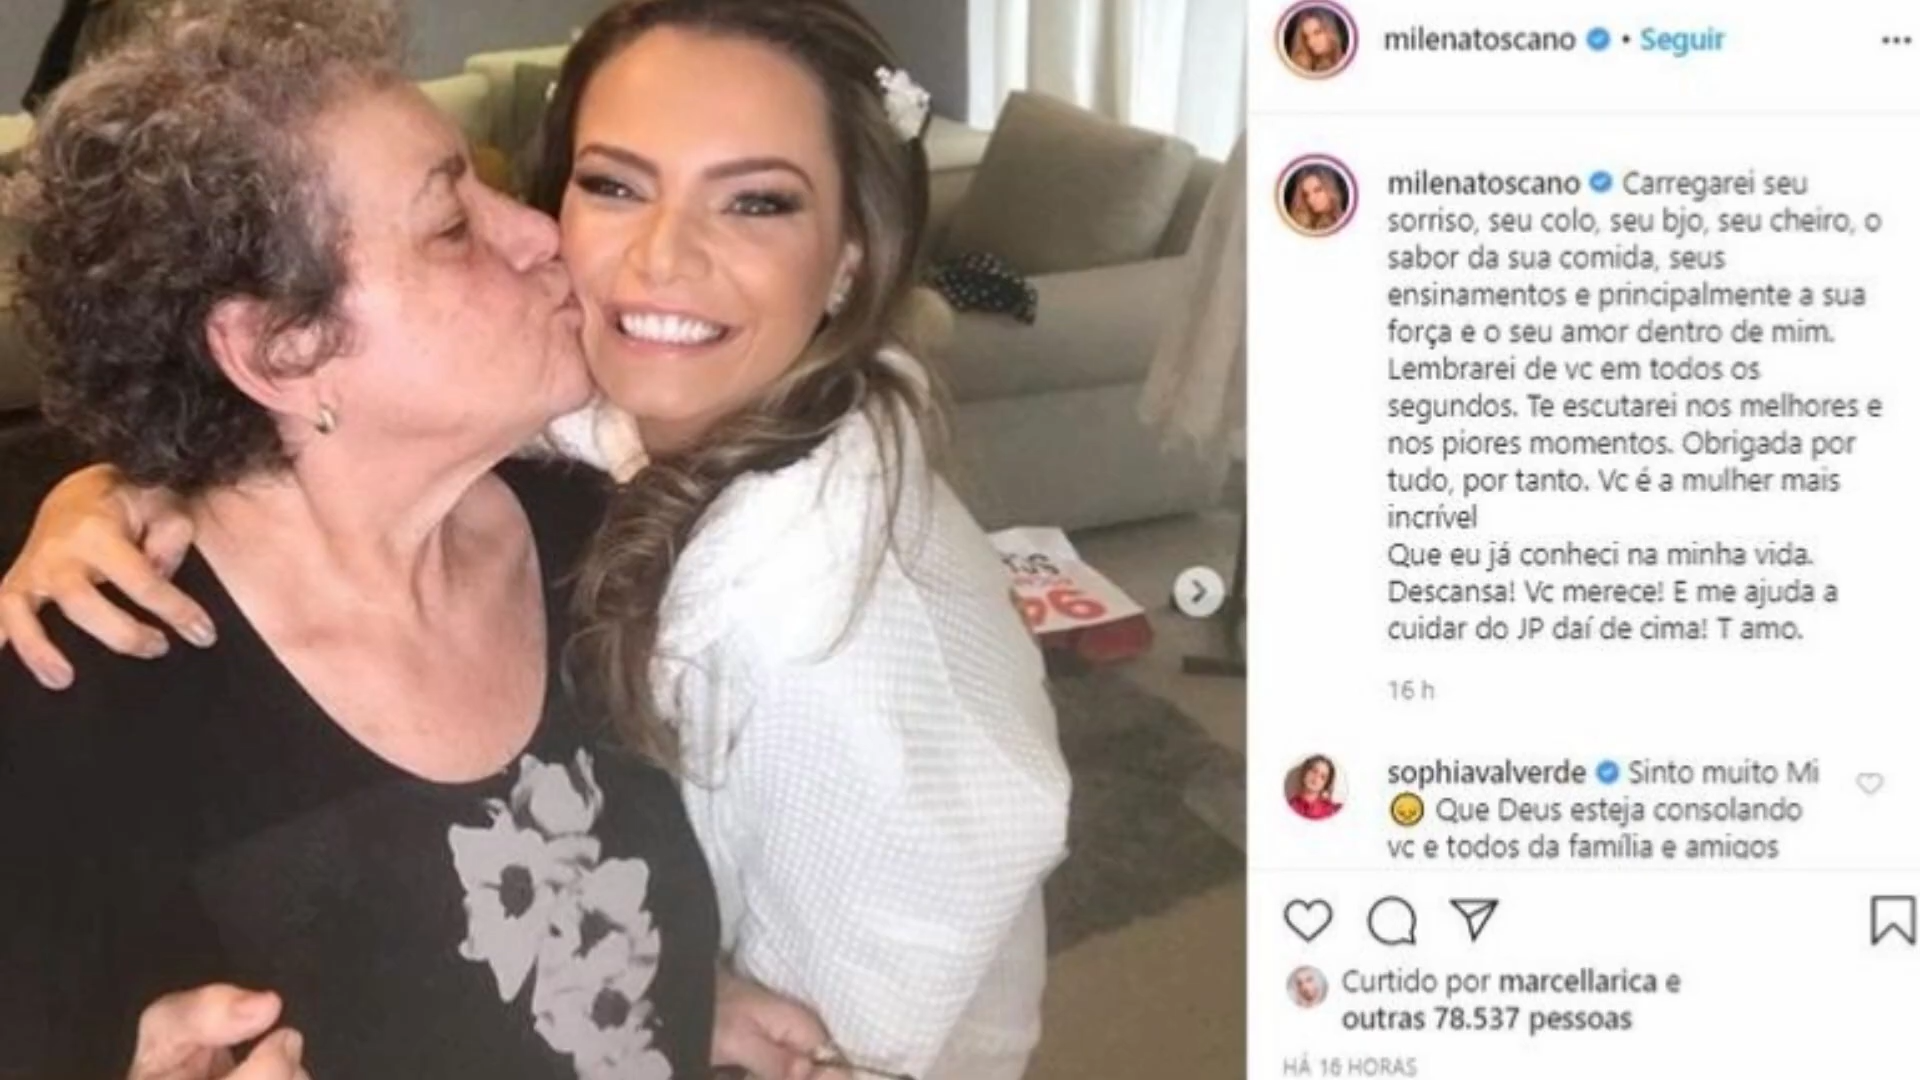 milenatoscano • Seguir
milenatoscano Carregarei seu
sorriso, seu colo, seu bjo, seu cheiro, o
sabor da sua comida, seus
ensinamentos e principalmente a sua
força e o seu amor dentro de mim.
Lembrarei de vc em todos os
segundos. Te escutarei nos melhores e
nos piores momentos. Obrigada por
tudo, por tanto. Vc é a mulher mais
incrível
Que eu já conheci na minha vida.
Descansa! Vc merece! E me ajuda a
cuidar do JP daí de cima! T amo.
16 h
sophiavalverde Sinto muito Mi
😞 Que Deus esteja consolando
vc e todos da família e amigos
Curtido por marcellarica e
outras 78.537 pessoas
HÁ 16 HORAS